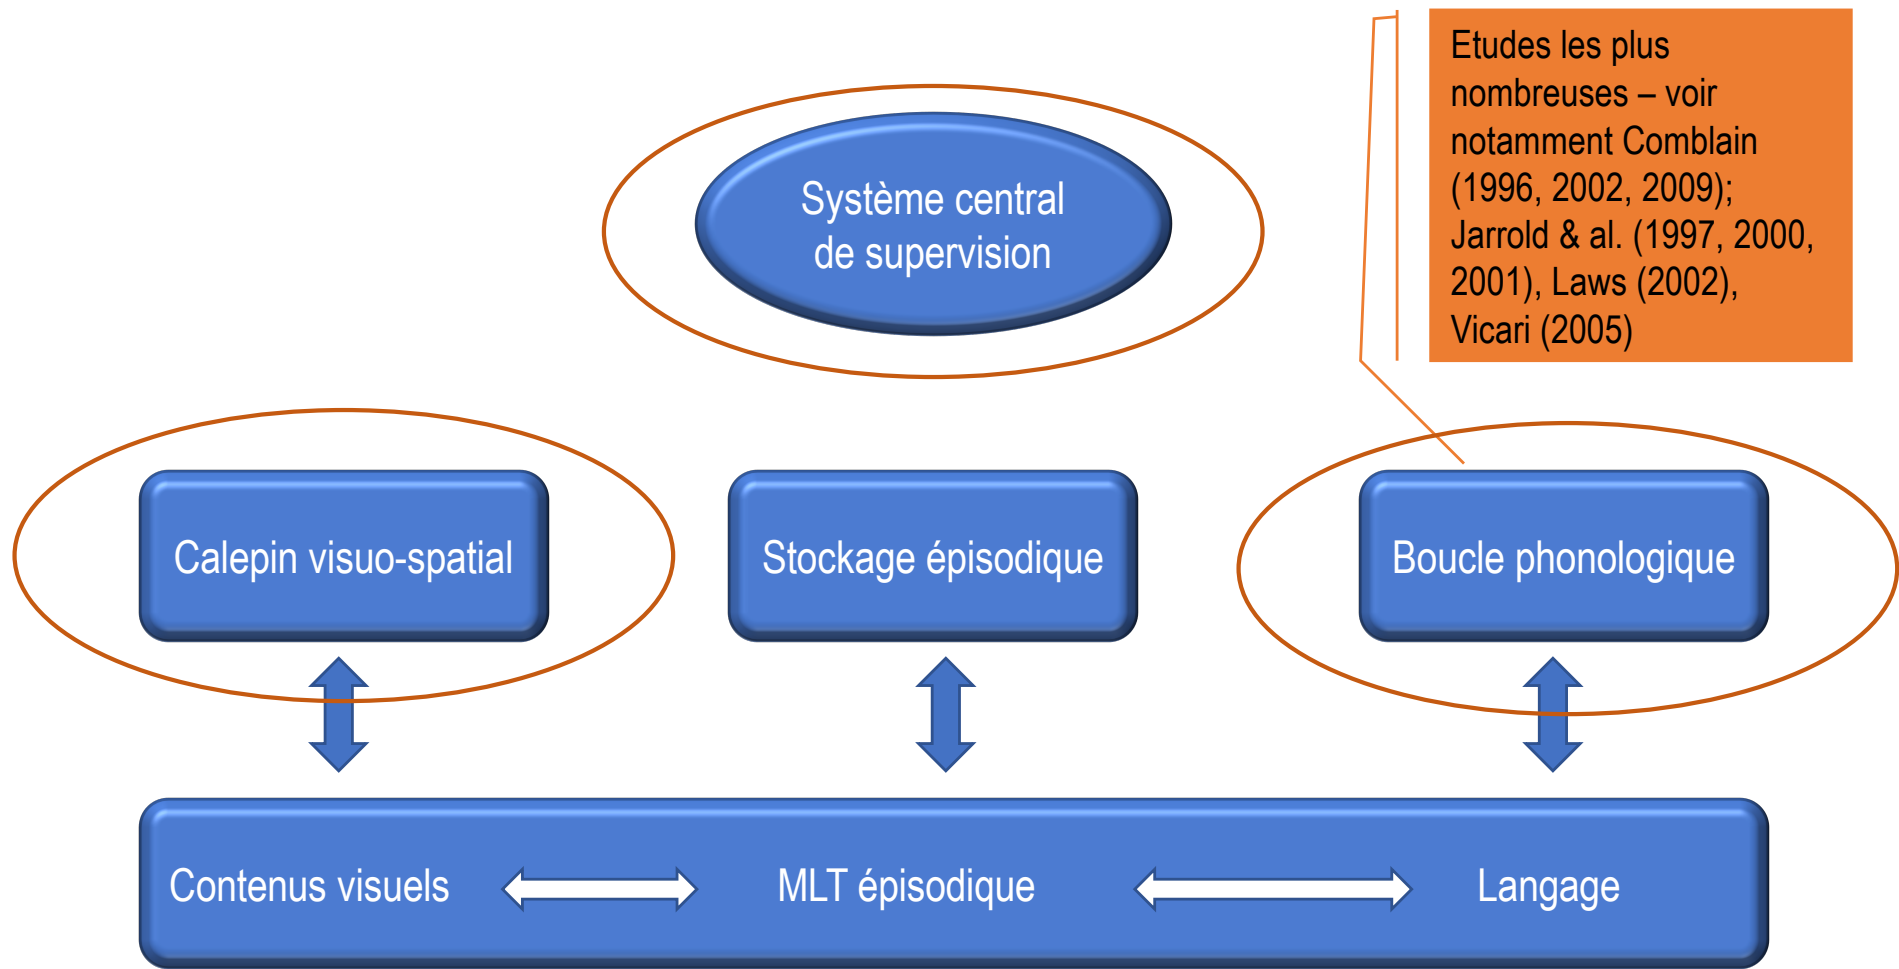 Etudes les plus
nombreuses – voir
notamment Comblain
(1996, 2002, 2009);
Jarrold & al. (1997, 2000,
2001), Laws (2002),
Vicari (2005)
Système central
de supervision
Calepin visuo-spatial
Stockage épisodique
Boucle phonologique
Contenus visuels
MLT épisodique
Langage